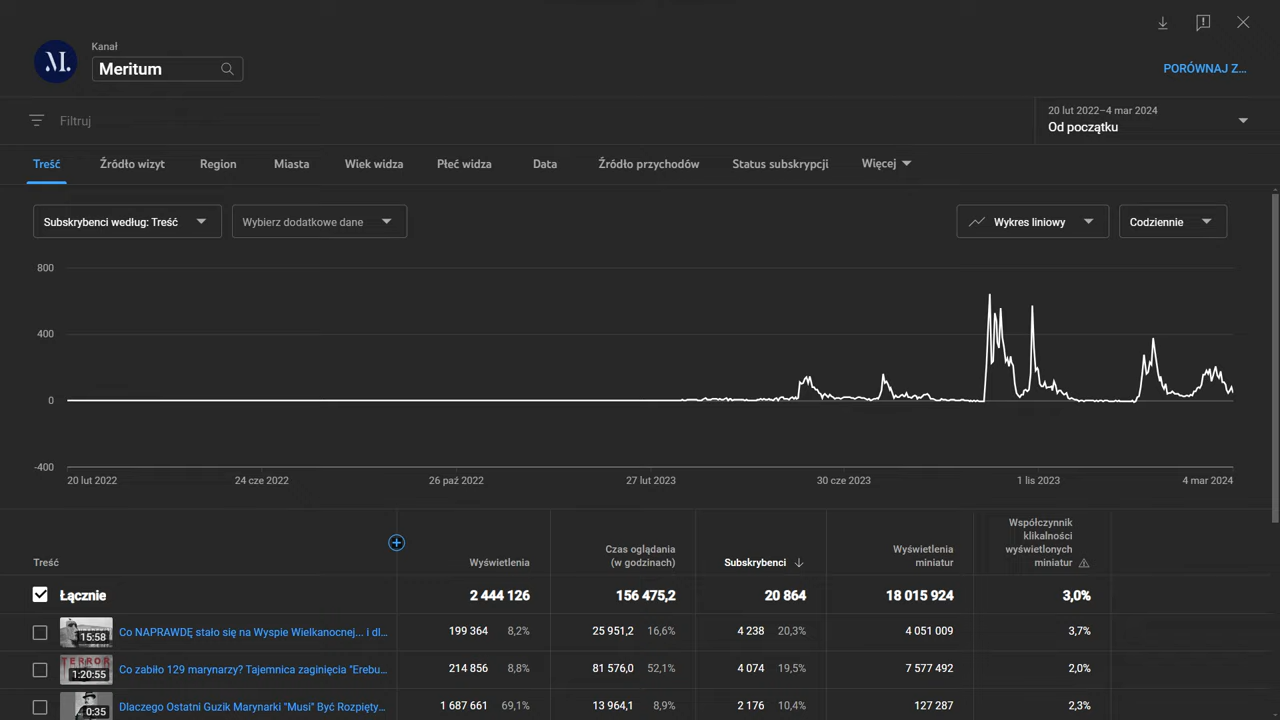 Kanał
M.
Meritum
PORÓWNAJ Z...
Filtruj
20 lut 2022–4 mar 2024
Od początku
Treść
Źródło wizyt
Region
Miasta
Wiek widza
Płeć widza
Data
Źródło przychodów
Status subskrypcji
Więcej
Subskrybenci według: Treść
Wybierz dodatkowe dane
Wykres liniowy
Codziennie
800
400
0
-400
20 lut 2022
24 cze 2022
26 paź 2022
27 lut 2023
30 cze 2023
1 lis 2023
4 mar 2024
Treść
Wyświetlenia
Czas oglądania
(w godzinach)
Subskrybenci
Wyświetlenia
miniatur
Współczynnik
klikalności
wyświetlonych
miniatur
Łącznie 2 444 126 156 475,2 20 864 18 015 924 3,0%
15:58 Co NAPRAWDĘ stało się na Wyspie Wielkanocnej... i dl... 199 364 8,2% 25 951,2 16,6% 4 238 20,3% 4 051 009 3,7%
TERROR
1:20:55 Co zabiło 129 marynarzy? Tajemnica zaginięcia "Erebu... 214 856 8,8% 81 576,0 52,1% 4 074 19,5% 7 577 492 2,0%
0:35 Dlaczego Ostatni Guzik Marynarki "Musi" Być Rozpięty... 1 687 661 69,1% 13 964,1 8,9% 2 176 10,4% 127 287 2,3%